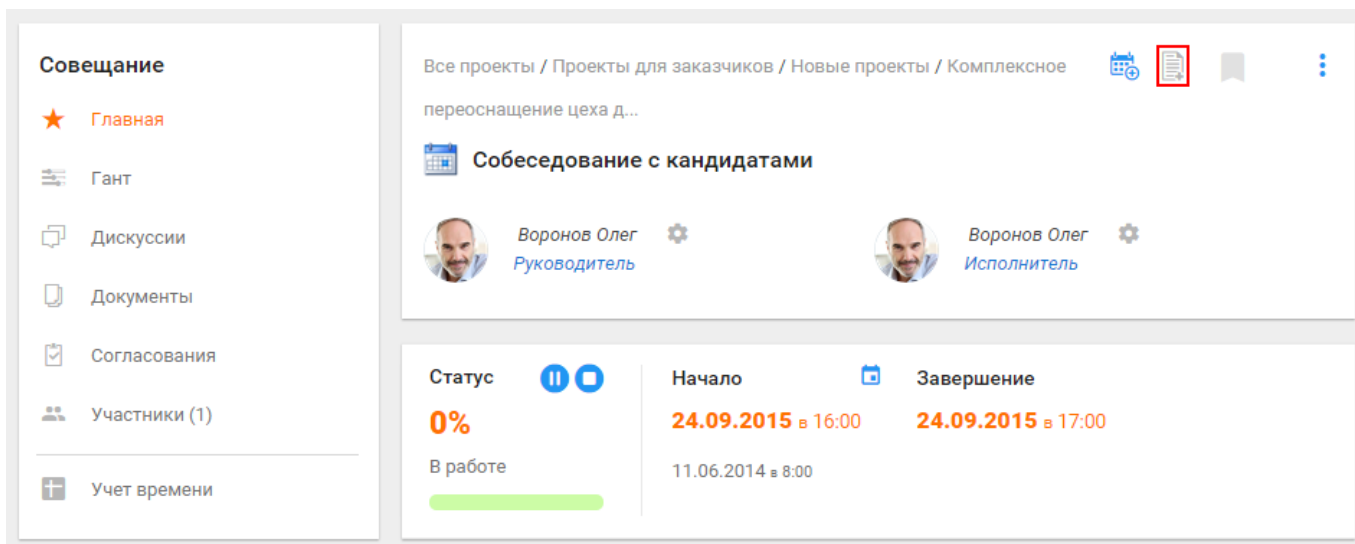 Совещание
Главная
Гант
Дискуссии
Документы
Согласования
Участники (1)
Учет времени
Все проекты / Проекты для заказчиков / Новые проекты / Комплексное
переоснащение цеха д...
Собеседование с кандидатами
Воронов Олег
Руководитель
Воронов Олег
Исполнитель
Статус
0%
В работе
Начало
24.09.2015 в 16:00
11.06.2014 в 8:00
Завершение
24.09.2015 в 17:00